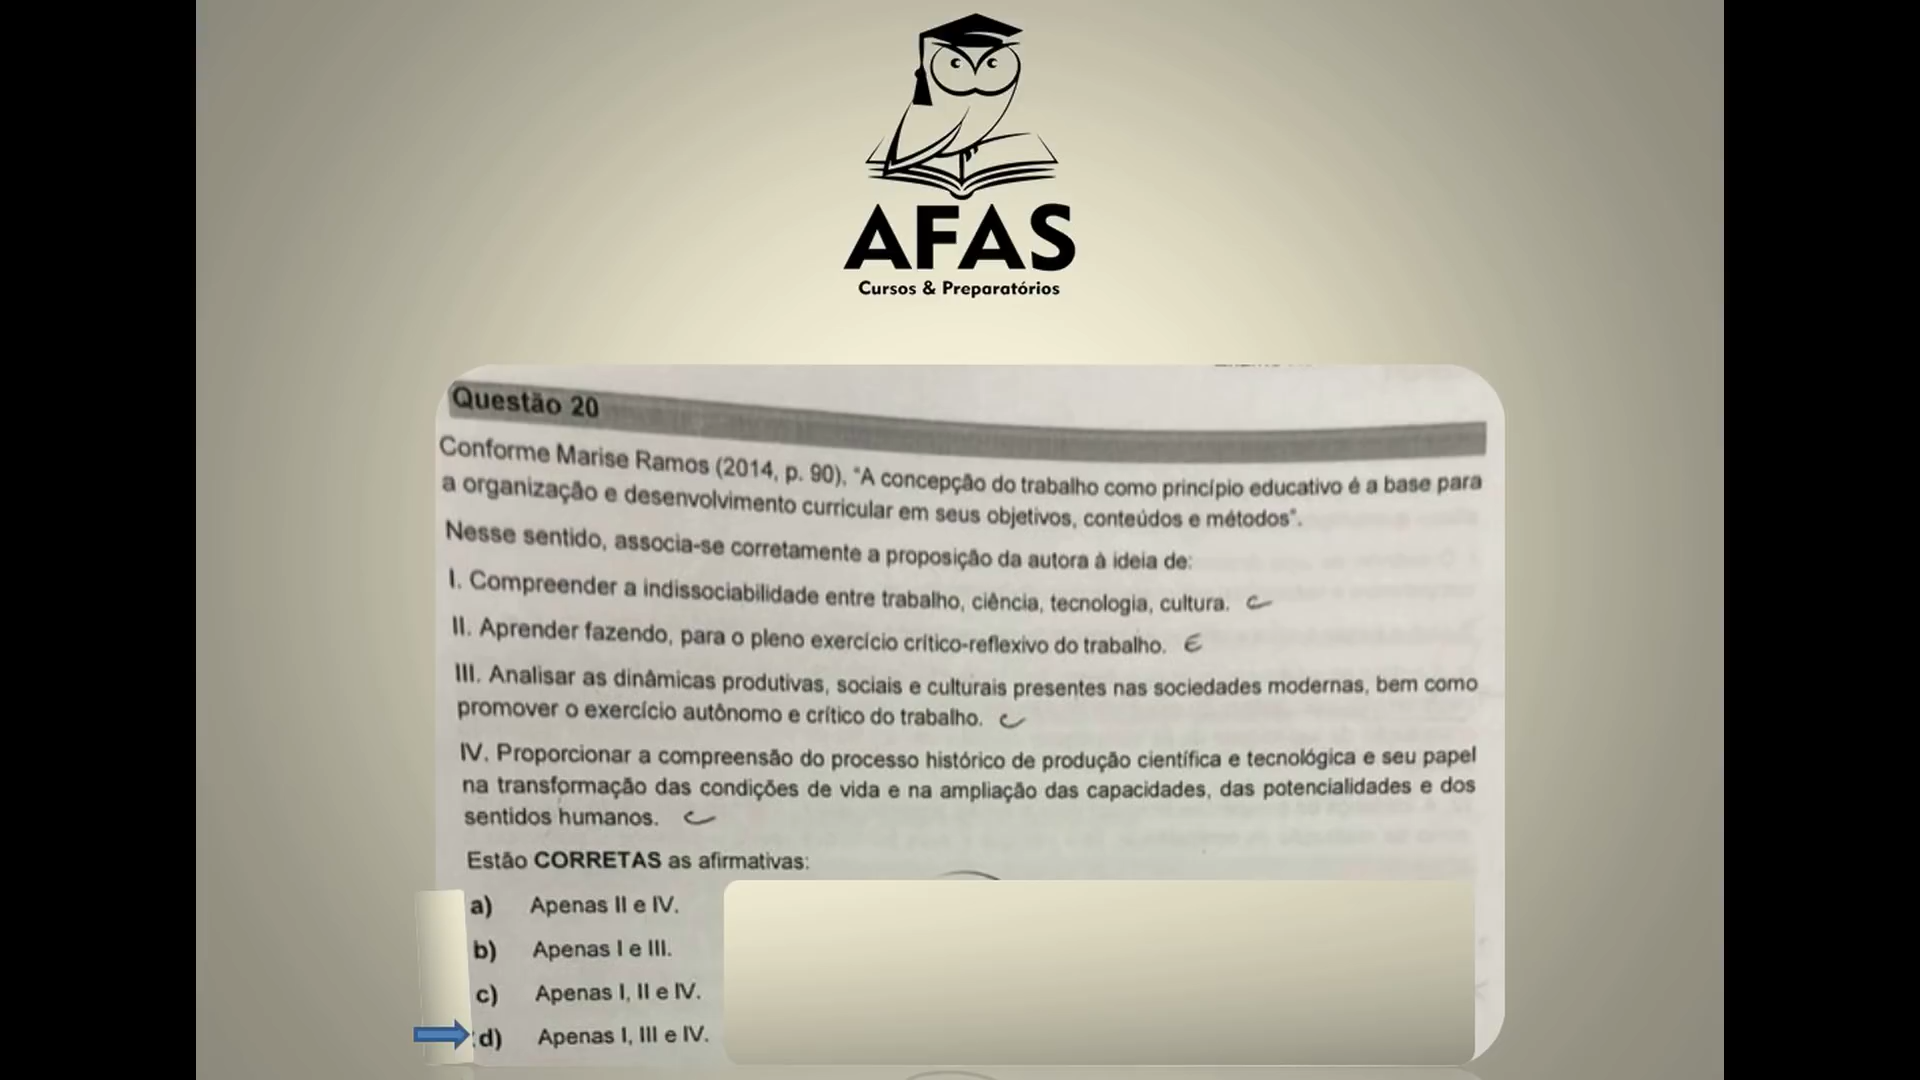 AFAS
Cursos & Preparatórios
Questão 20
Conforme Marise Ramos (2014, p. 90), "A concepção do trabalho como princípio educativo é a base para
a organização e desenvolvimento curricular em seus objetivos, conteúdos e métodos".
Nesse sentido, associa-se corretamente a proposição da autora à ideia de:
I. Compreender a indissociabilidade entre trabalho, ciência, tecnologia, cultura. C
II. Aprender fazendo, para o pleno exercício crítico-reflexivo do trabalho. E
III. Analisar as dinâmicas produtivas, sociais e culturais presentes nas sociedades modernas, bem como
promover o exercício autônomo e crítico do trabalho. C
IV. Proporcionar a compreensão do processo histórico de produção científica e tecnológica e seu papel
na transformação das condições de vida e na ampliação das capacidades, das potencialidades e dos
sentidos humanos. C
Estão CORRETAS as afirmativas:
a) Apenas II e IV.
b) Apenas I e III.
c) Apenas I, II e IV.
d) Apenas I, III e IV.